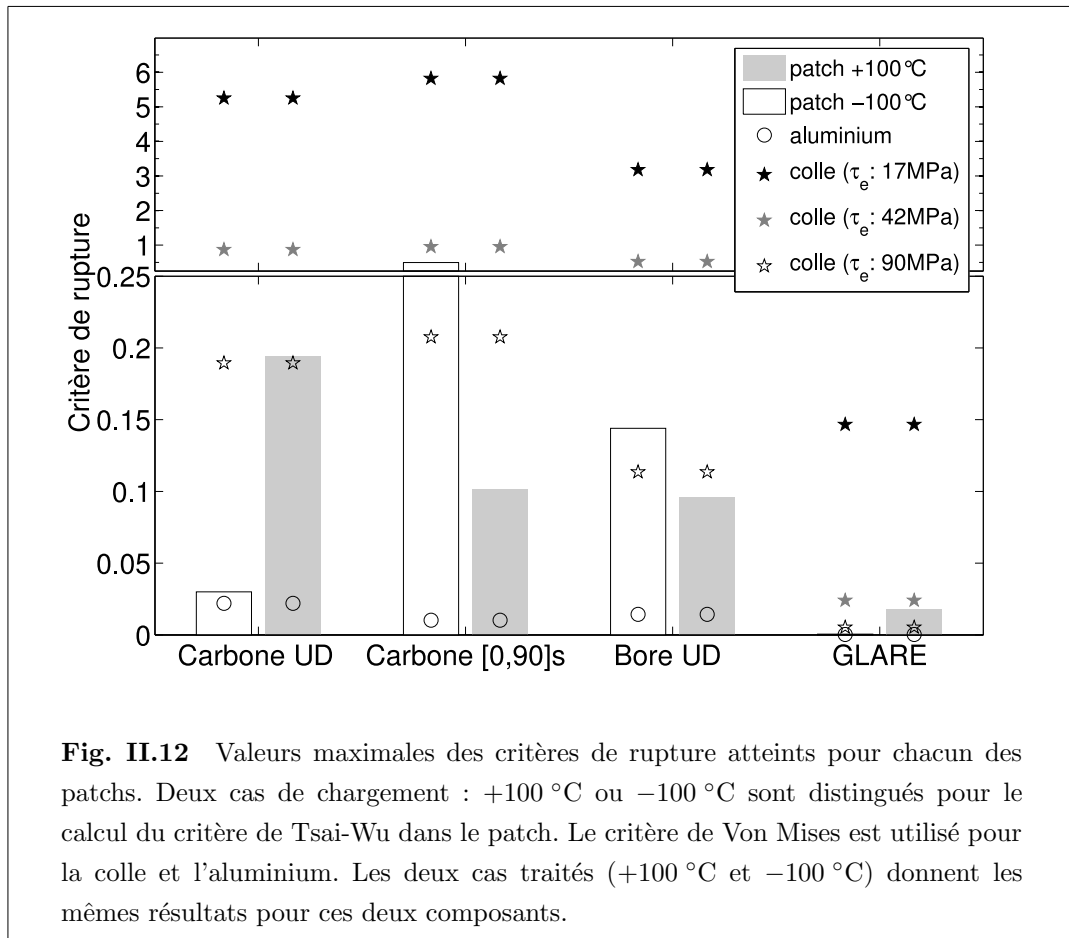 6
5
4
3
2
1
0.25
0.2
0.15
0.1
0.05
0
Critère de rupture
patch +100°C
patch −100°C
aluminium
colle (τe: 17MPa)
colle (τe: 42MPa)
colle (τe: 90MPa)
Carbone UD
Carbone [0,90]s
Bore UD
GLARE
Fig. II.12 Valeurs maximales des critères de rupture atteints pour chacun des
patchs. Deux cas de chargement : +100 °C ou −100 °C sont distingués pour le
calcul du critère de Tsai-Wu dans le patch. Le critère de Von Mises est utilisé pour
la colle et l'aluminium. Les deux cas traités (+100 °C et −100 °C) donnent les
mêmes résultats pour ces deux composants.